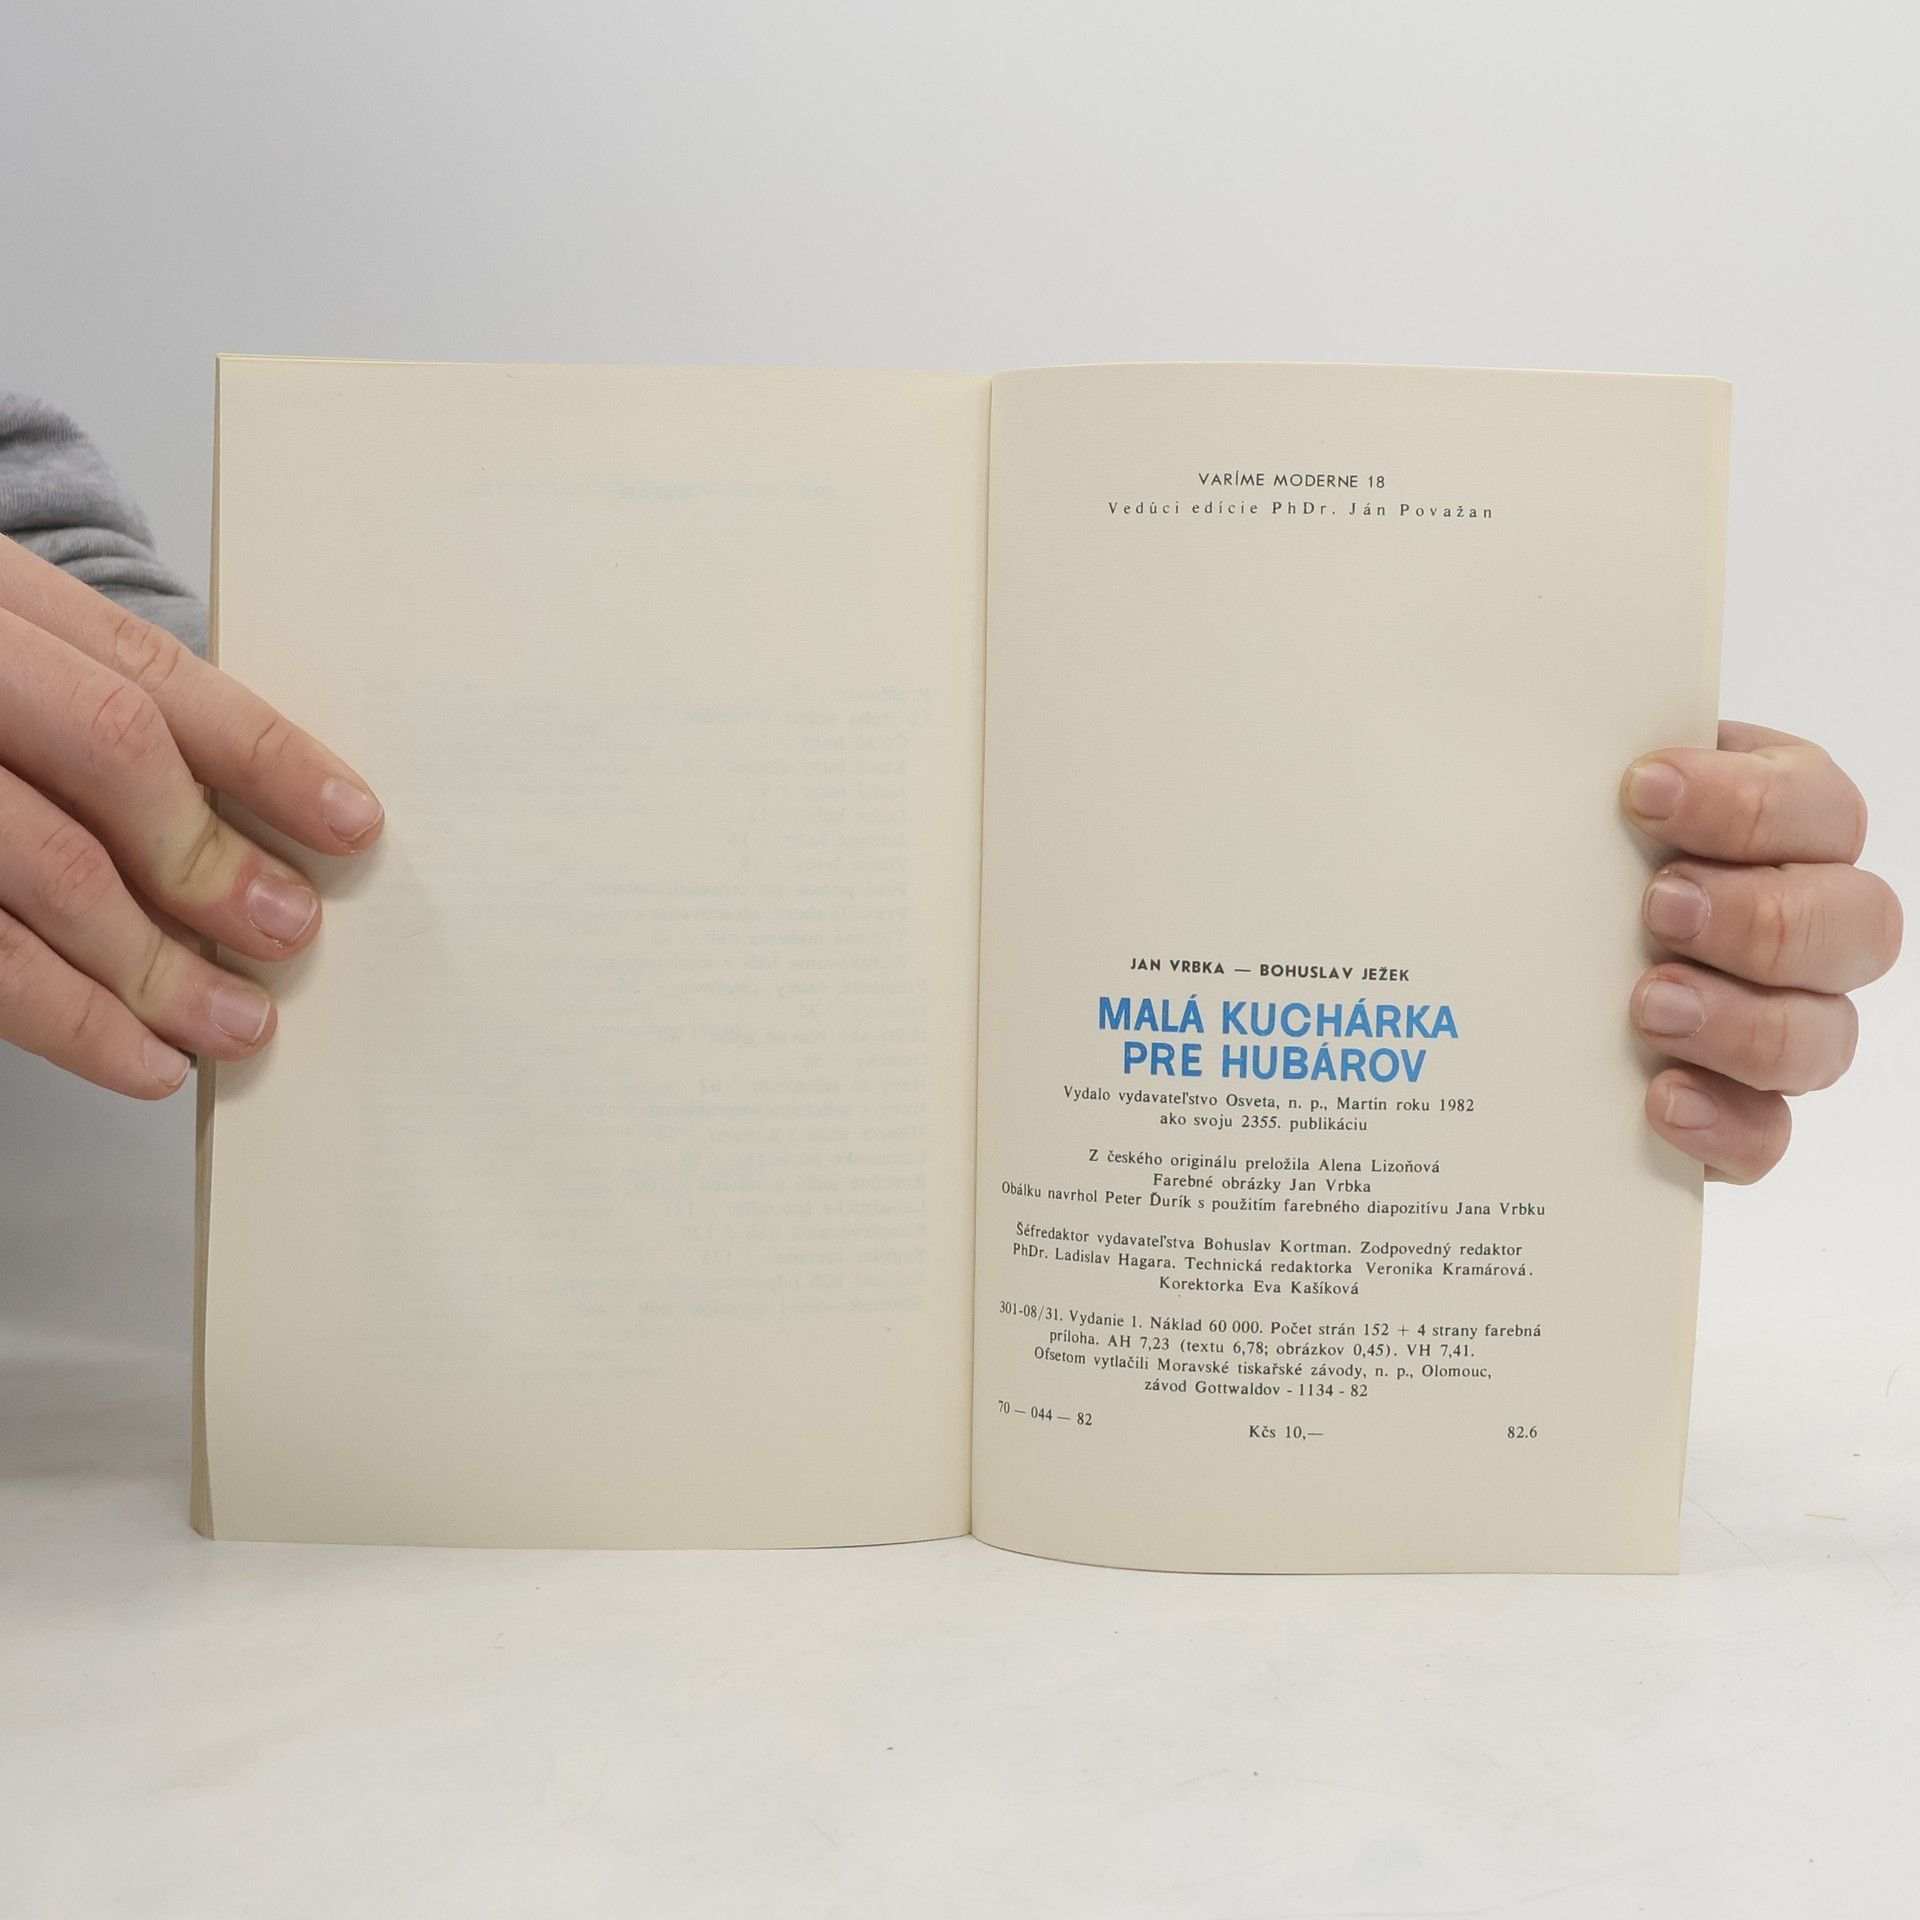 VARÍME MODERNE 18
Vedúci edície PhDr. Ján Považan
JAN VRBKA — BOHUSLAV JEŽEK
MALÁ KUCHÁRKA
PRE HUBÁROV
Vydalo vydavateľstvo Osveta, n. p., Martin roku 1982
ako svoju 2355. publikáciu
Z českého originálu preložila Alena Lizoňová
Farebné obrázky Jan Vrbka
Obálku navrhol Peter Ďurík s použitím farebného diapozitívu Jana Vrbku
Šéfredaktor vydavateľstva Bohuslav Kortman. Zodpovedný redaktor
PhDr. Ladislav Hagara. Technická redaktorka Veronika Kramárová.
Korektorka Eva Kašíková
301-08/31. Vydanie 1. Náklad 60 000. Počet strán 152 + 4 strany farebná
príloha. AH 7,23 (textu 6,78; obrázkov 0,45). VH 7,41.
Ofsetom vytlačili Moravské tiskařské závody, n. p., Olomouc,
závod Gottwaldov - 1134 - 82
70 — 044 — 82 Kčs 10,— 82.6